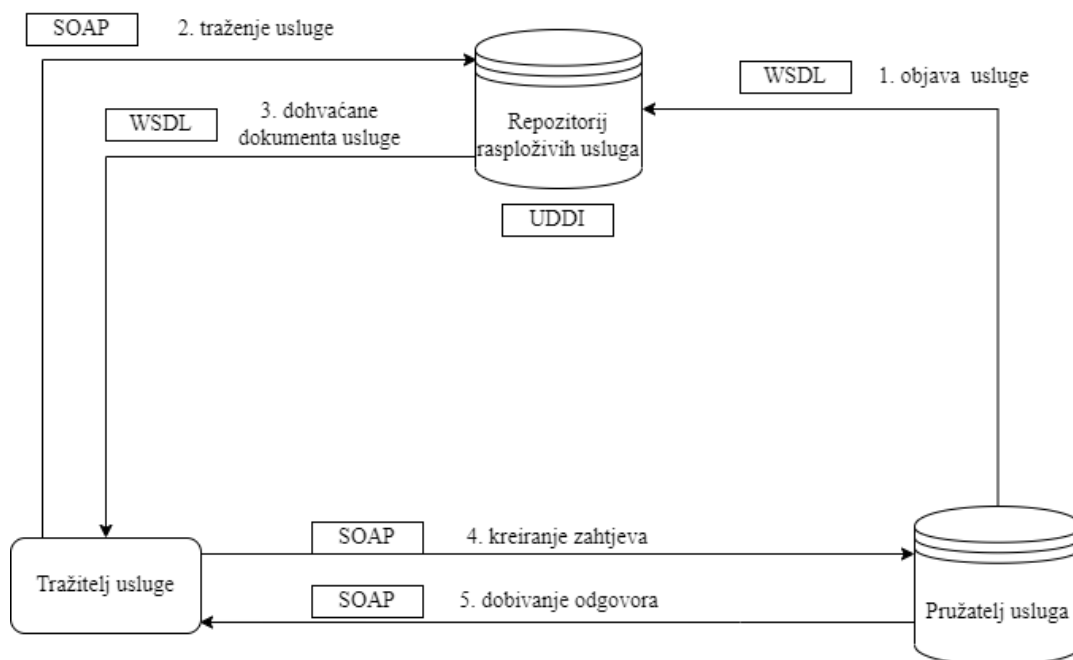 SOAP 2. traženje usluge
WSDL 1. objava usluge
WSDL 3. dohvaćane
dokumenta usluge
Repozitorij
rasploživih usluga
UDDI
SOAP 4. kreiranje zahtjeva
Tražitelj usluge
SOAP 5. dobivanje odgovora
Pružatelj usluga